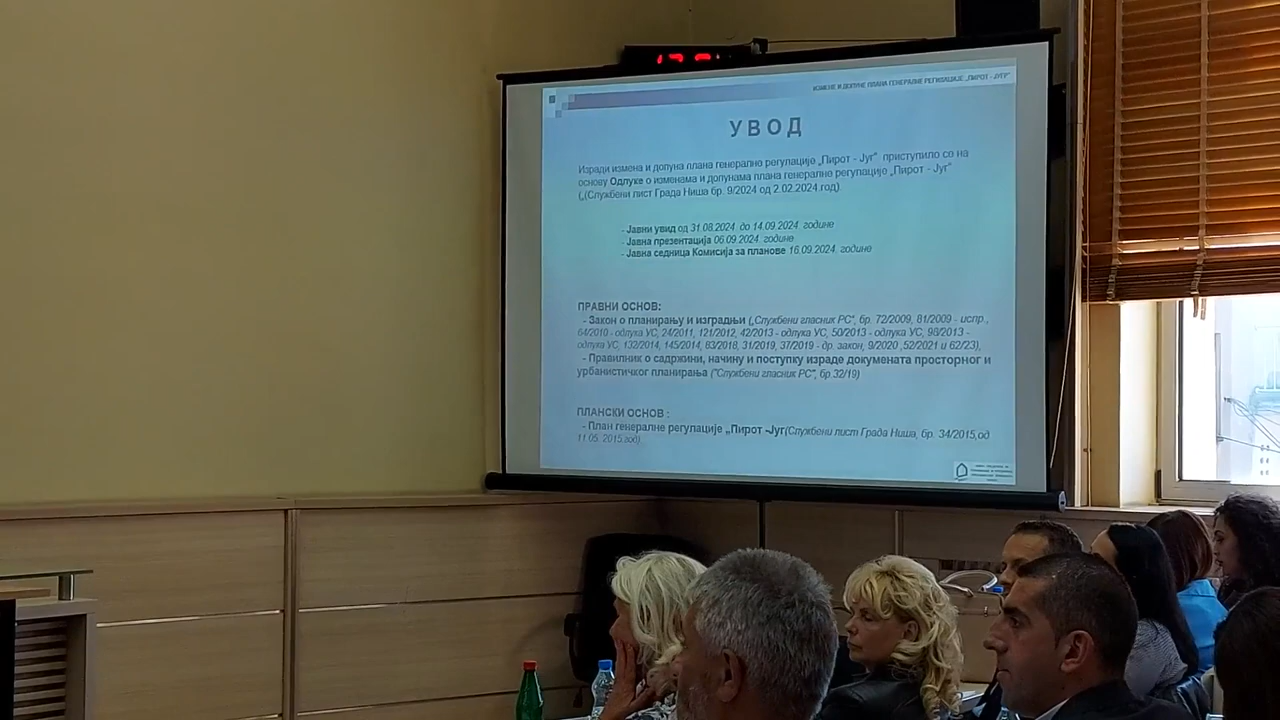 ИЗМЕНЕ И ДОПУНЕ ПЛАНА ГЕНЕРАЛНЕ РЕГУЛАЦИЈЕ „ПИРОТ - ЈУГ"
УВОД
Изради измена и допуна плана генералне регулације „Пирот - Југ" приступило се на
основу Одлуке о изменама и допунама плана генералне регулације „Пирот - Југ"
(„(Службени лист Града Ниша бр. 9/2024 од 2.02.2024.год).
- Јавни увид од 31.08.2024. до 14.09.2024. године
- Јавна презентација 06.09.2024. године
- Јавна седница Комисија за планове 16.09.2024. године
ПРАВНИ ОСНОВ:
- Закон о планирању и изградњи („Службени гласник РС", бр. 72/2009, 81/2009 - испр.,
64/2010 - одлука УС, 24/2011, 121/2012, 42/2013 - одлука УС, 50/2013 - одлука УС, 98/2013 -
одлука УС, 132/2014, 145/2014, 83/2018, 31/2019, 37/2019 - др. закон, 9/2020 ,52/2021 и 62/23),
- Правилник о садржини, начину и поступку израде докумената просторног и
урбанистичког планирања ("Службени гласник РС", бр.32/19)
ПЛАНСКИ ОСНОВ :
- План генералне регулације „Пирот -Југ(Службени лист Града Ниша, бр. 34/2015,од
11.05. 2015.год).